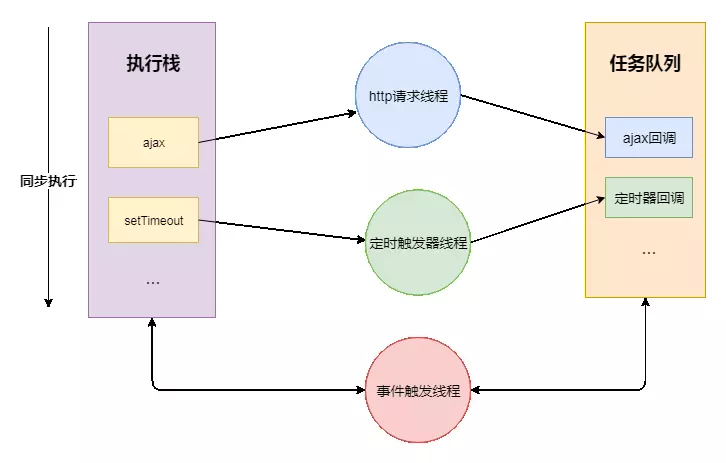 同步执行
执行栈
ajax
setTimeout
...
http请求线程
定时触发器线程
事件触发线程
任务队列
ajax回调
定时器回调
...